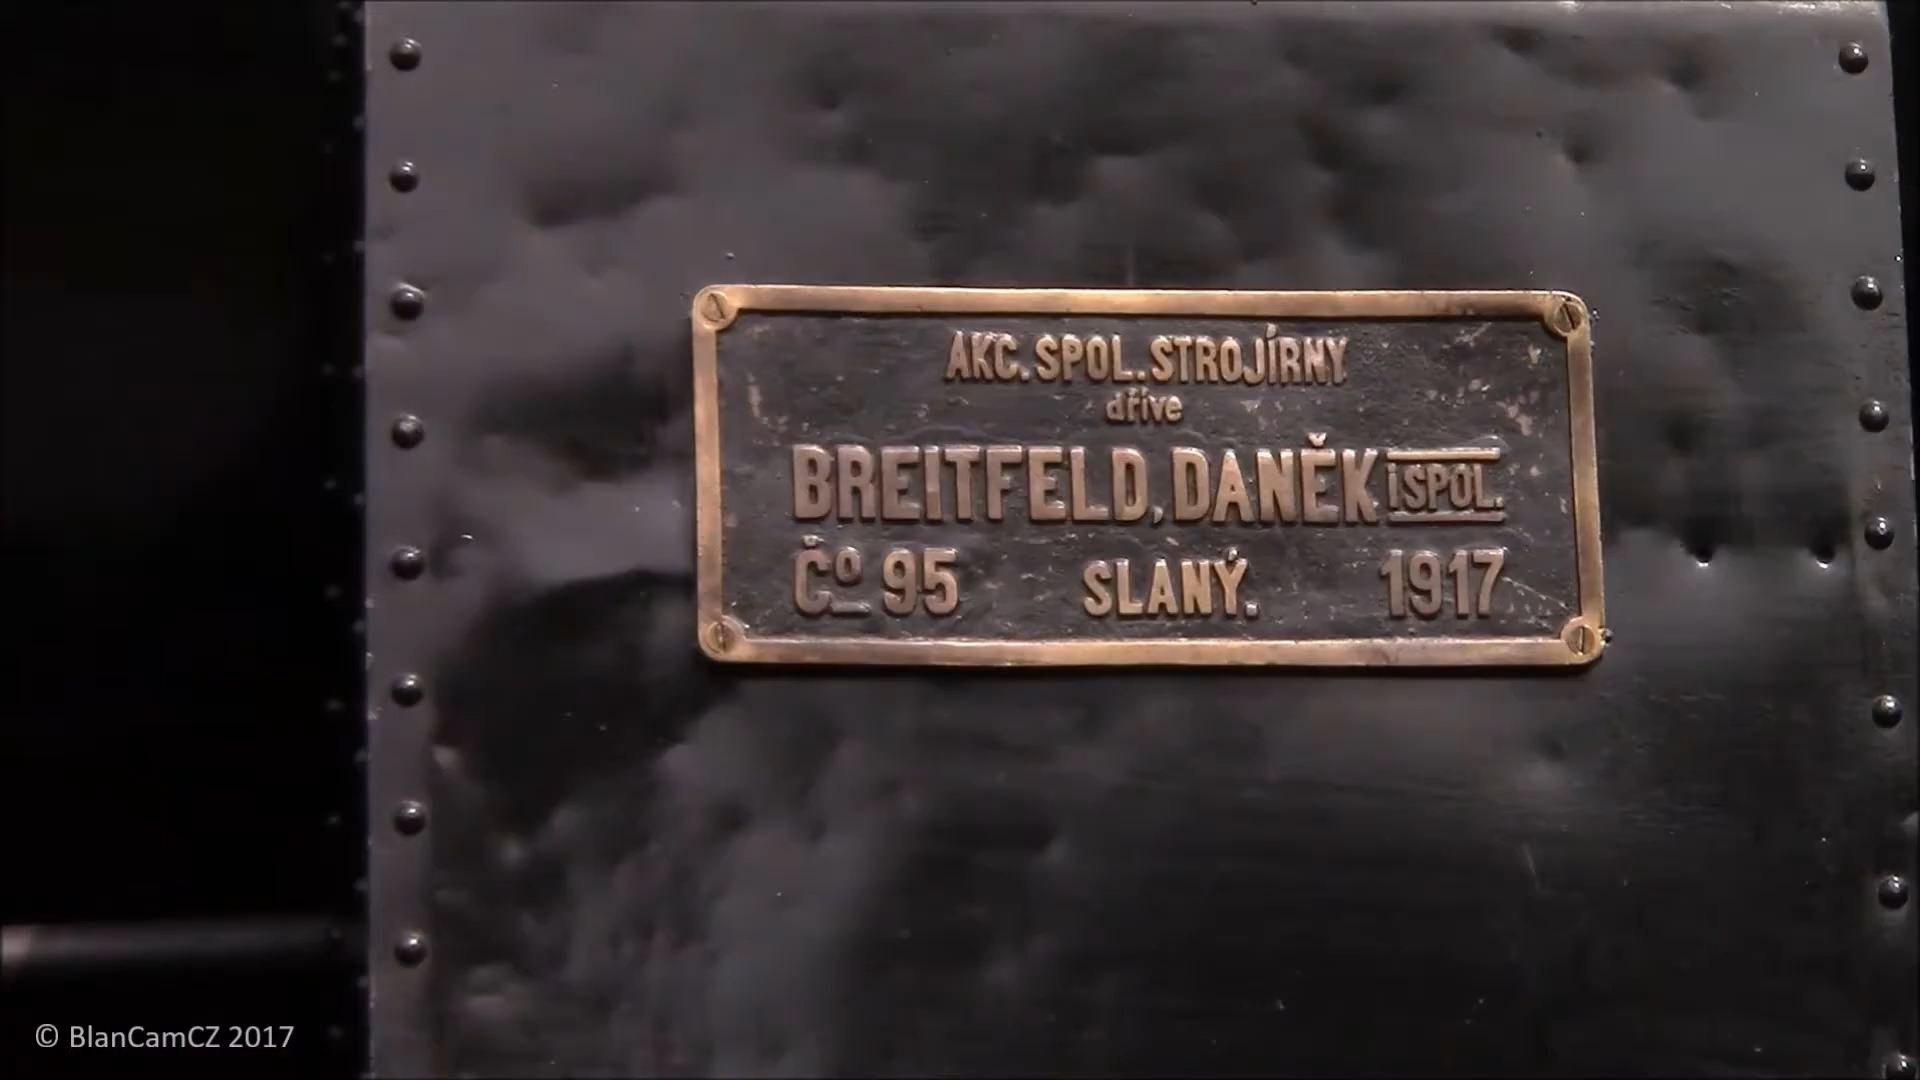 AKC. SPOL. STROJÍRNY
dříve
BREITFELD, DANĚK i SPOL.
Čo 95 SLANÝ. 1917
© BlanCamCZ 2017